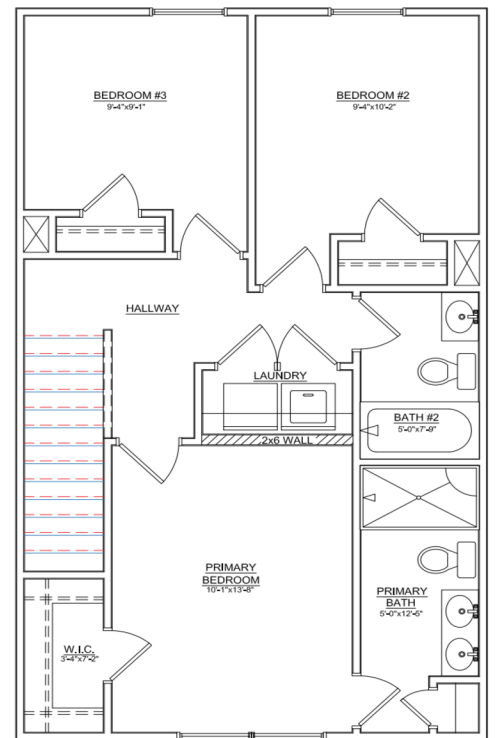 BEDROOM #3
9'-4"x9'-1"
BEDROOM #2
9'-4"x10'-2"
HALLWAY
LAUNDRY
2x6 WALL
BATH #2
5'-0"x7'-9"
PRIMARY
BEDROOM
10'-1"x13'-8"
PRIMARY
BATH
5'-0"x12'-6"
W.I.C.
3'-4"x7'-2"